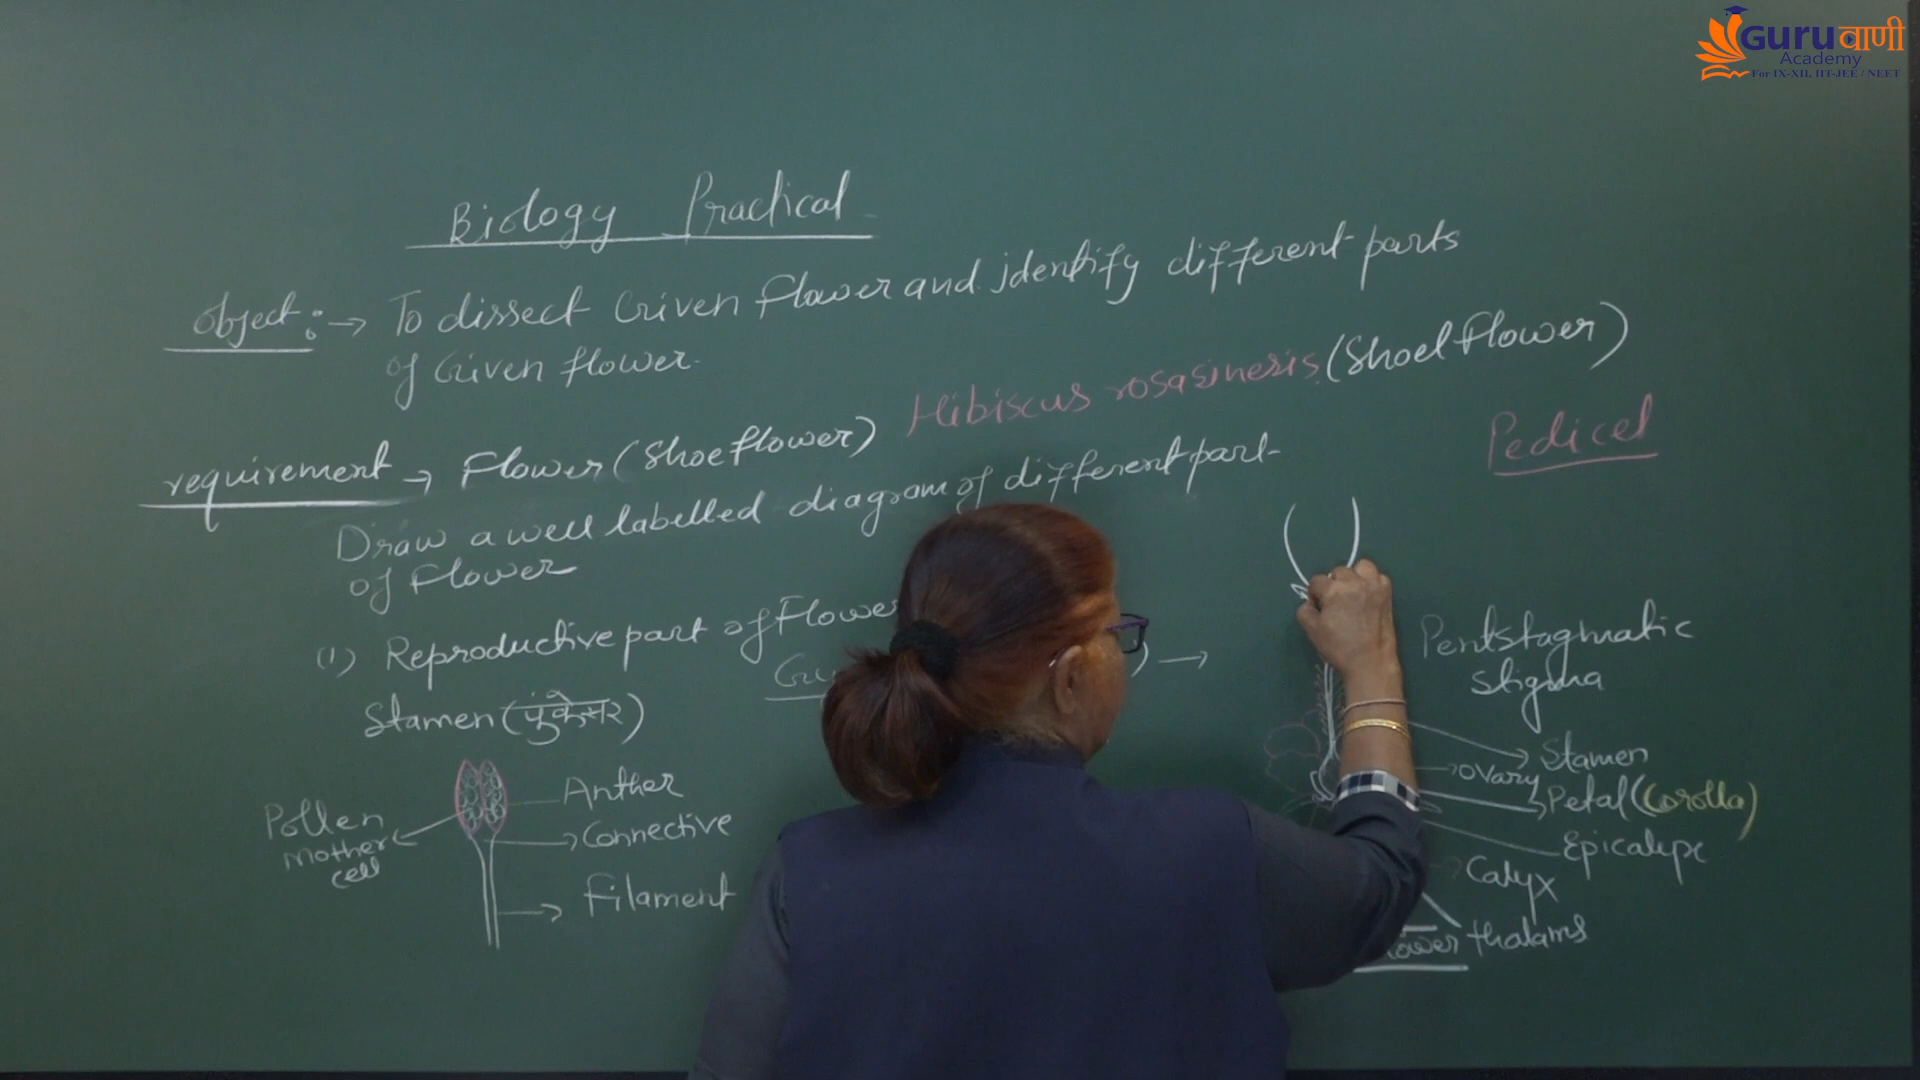 Guruवाणी
Academy
For IX-XII, IIT-JEE / NEET
Biology Practical
Object :→ To dissect Given flower and identify different parts
of Given flower.
requirement → Flower (Shoe flower) Hibiscus rosasinesis (Shoel flower)
Draw a well labelled diagram of different part
of Flower
Pedicel
(1) Reproductive part of Flower
Stamen (पुंकेसर)
Pollen
Mother
cell
Anther
Connective
Filament
Pentstagmatic
Stigma
Stamen
Ovary
Petal (Corolla)
Epicalype
Calyx
thalams